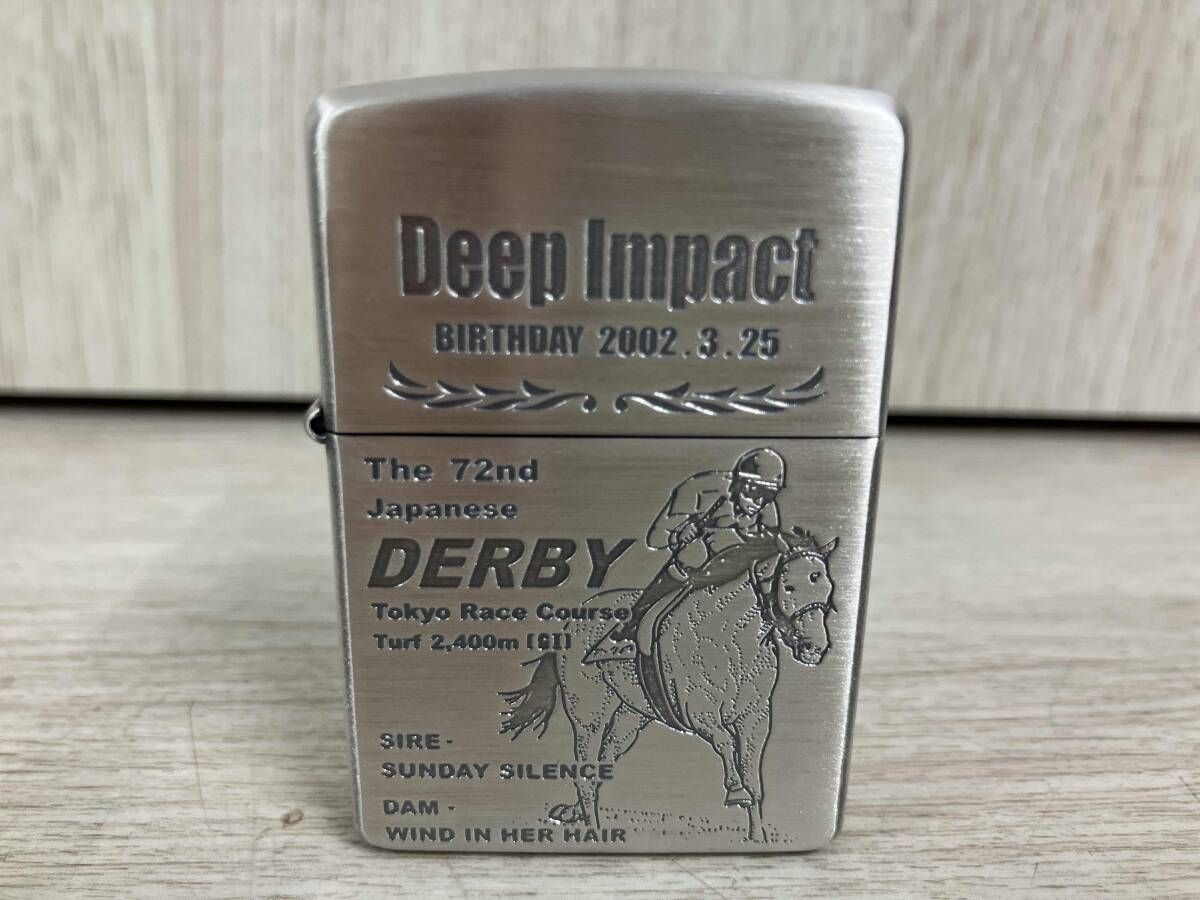 Deep Impact
BIRTHDAY 2002.3.25
The 72nd
Japanese
DERBY
Tokyo Race Course
Turf 2,400m [GI]
SIRE-
SUNDAY SILENCE
DAM-
WIND IN HER HAIR